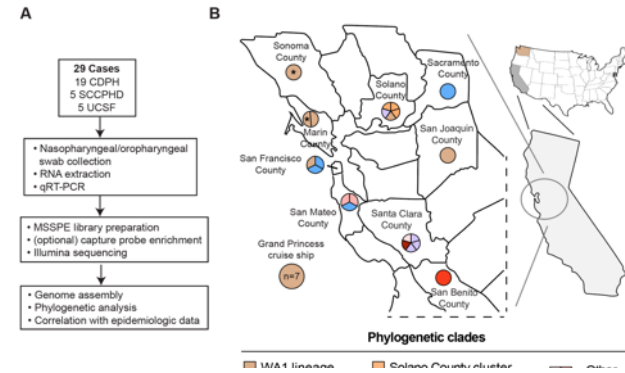 A
29 Cases
19 CDPH
5 SCCPHD
5 UCSF
• Nasopharyngeal/oropharyngeal
swab collection
• RNA extraction
• qRT-PCR
• MSSPE library preparation
• (optional) capture probe enrichment
• Illumina sequencing
• Genome assembly
• Phylogenetic analysis
• Correlation with epidemiologic data
B
Sonoma
County
*
Solano
County
Sacramento
County
*
Marin
County
San Joaquin
County
San Francisco
County
San Mateo
County
Santa Clara
County
Grand Princess
cruise ship
n=7
San Benito
County
Phylogenetic clades
WA1 lineage
Solano County cluster
Other